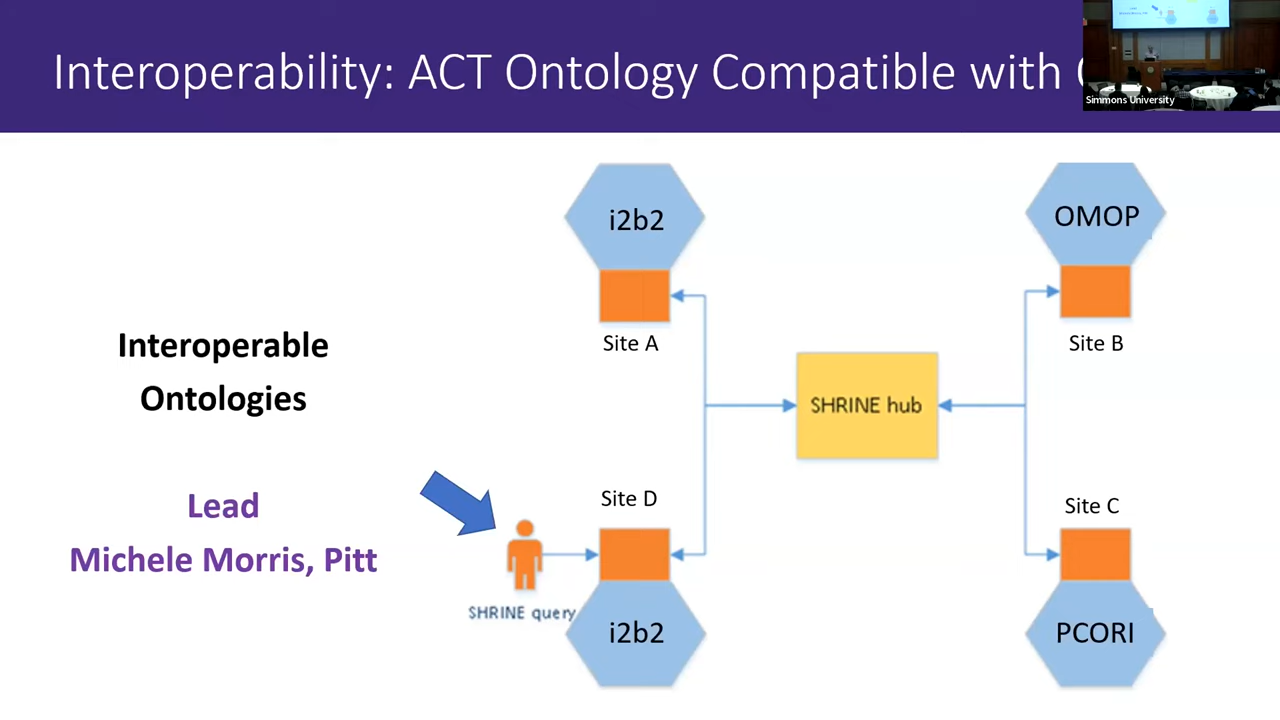 Interoperability: ACT Ontology Compatible with
Simmons University
i2b2
OMOP
Interoperable
Ontologies
Site A
Site B
SHRINE hub
Lead
Michele Morris, Pitt
Site D
Site C
SHRINE query
i2b2
PCORI